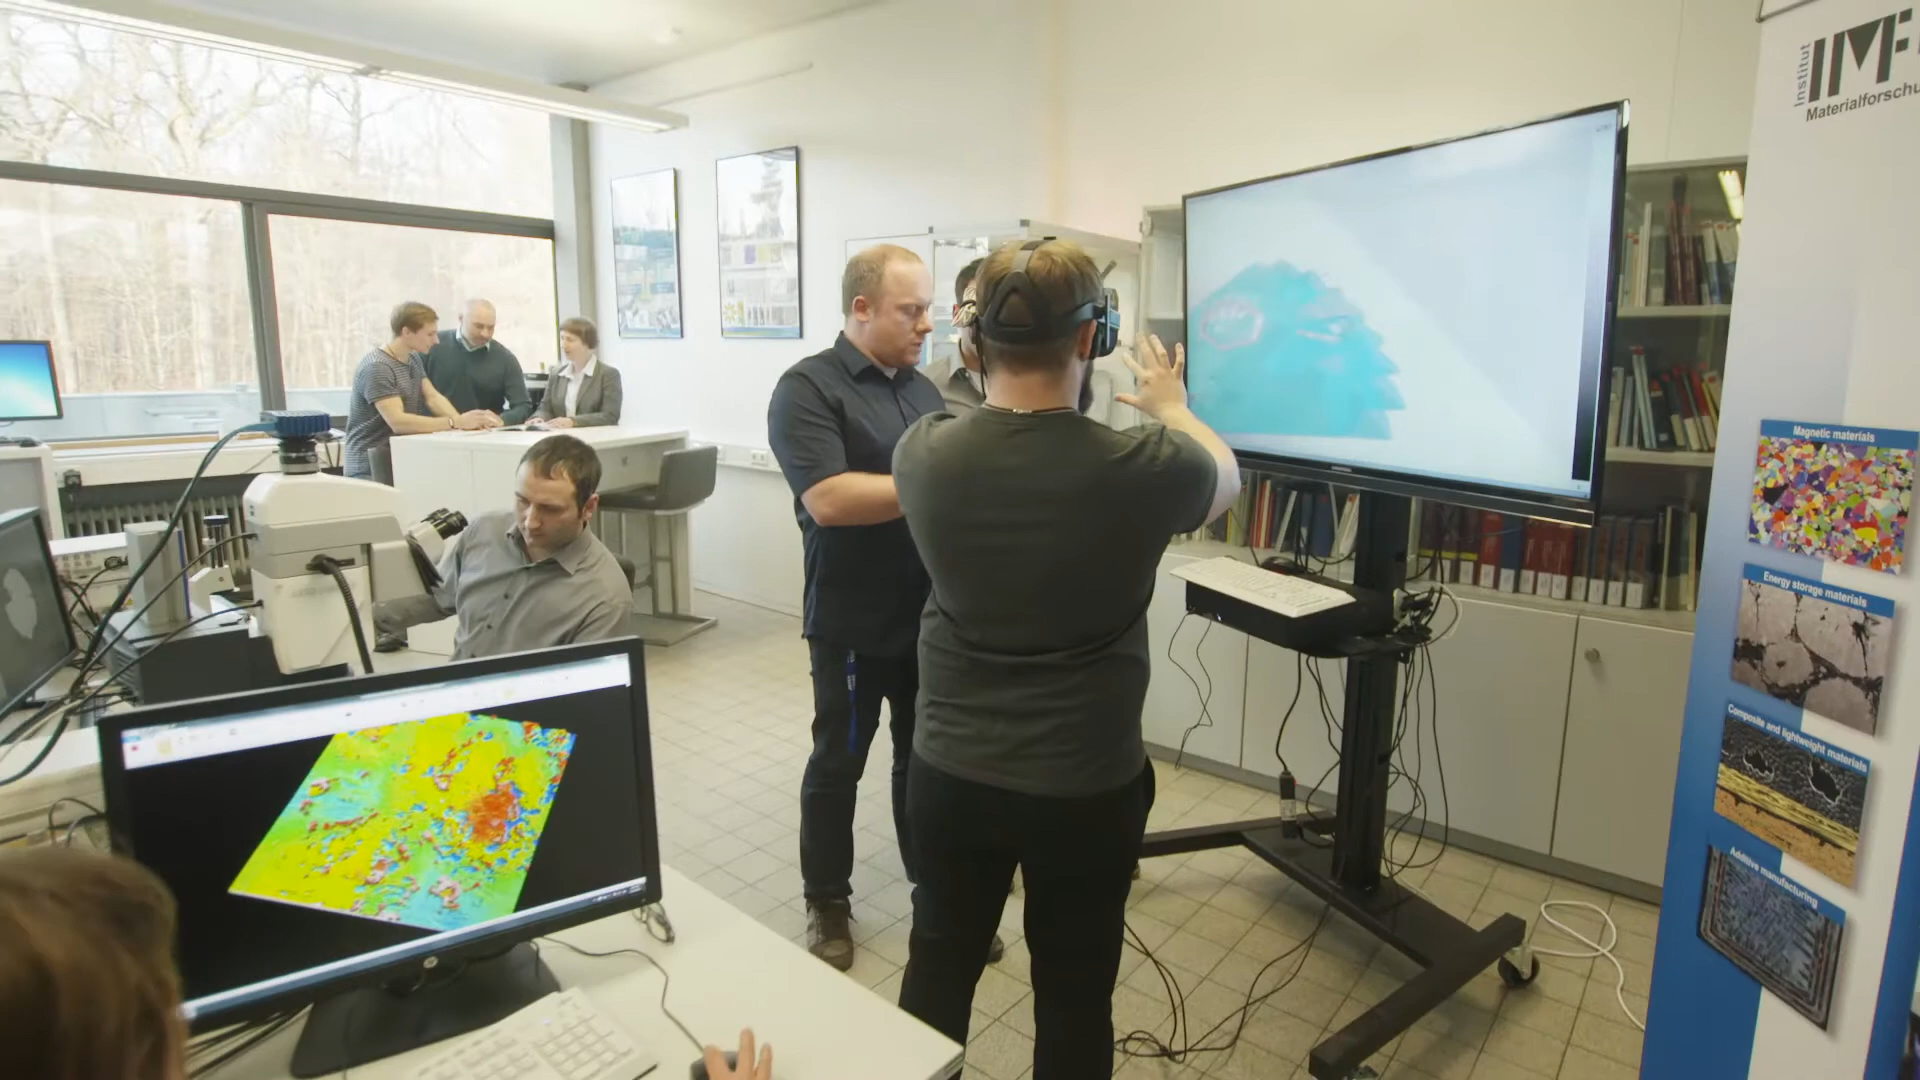 Institut
IMF
Materialforschu
Magnetic materials
Energy storage materials
Composite and lightweight materials
Additive manufacturing